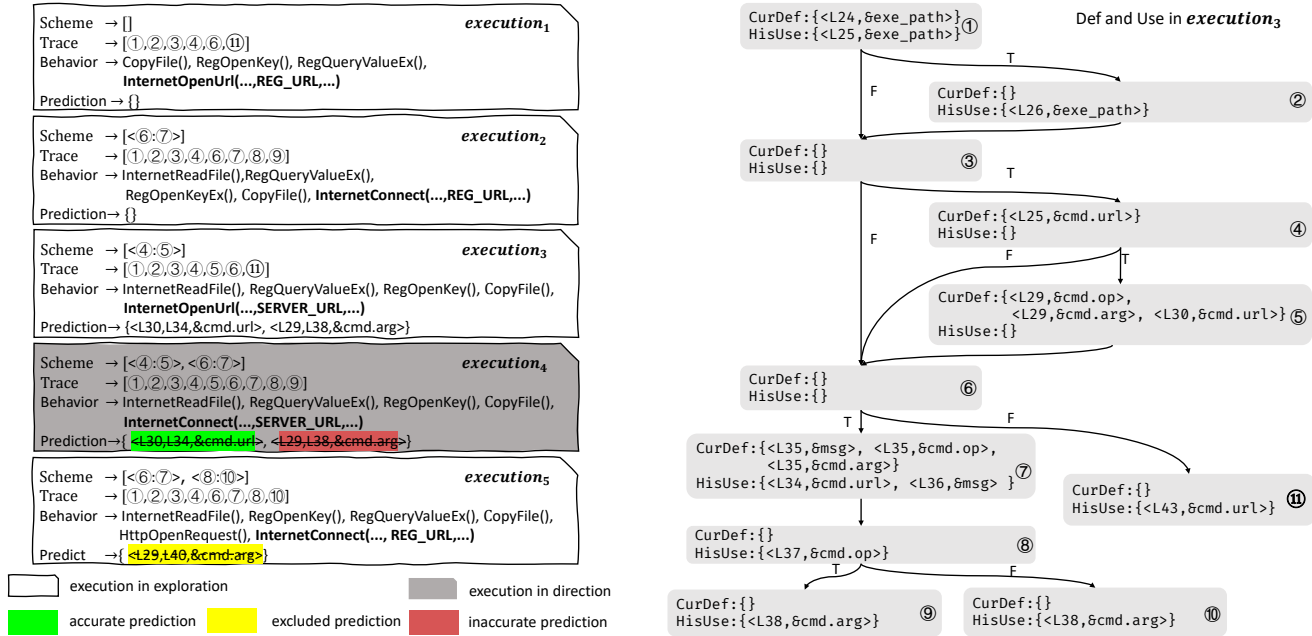 Scheme → [] execution1
Trace → [①,②,③,④,⑥,⑪]
Behavior → CopyFile(), RegOpenKey(), RegQueryValueEx(),
InternetOpenUrl(...,REG_URL,...)
Prediction → {}
Scheme → [<⑥:⑦>] execution2
Trace → [①,②,③,④,⑥,⑦,⑧,⑨]
Behavior → InternetReadFile(),RegQueryValueEx(),
RegOpenKeyEx(), CopyFile(), InternetConnect(...,REG_URL,...)
Prediction→ {}
Scheme → [<④:⑤>] execution3
Trace → [①,②,③,④,⑤,⑥,⑪]
Behavior → InternetReadFile(), RegQueryValueEx(), RegOpenKey(), CopyFile(),
InternetOpenUrl(...,SERVER_URL,...)
Prediction→ {<L30,L34,&cmd.url>, <L29,L38,&cmd.arg>}
Scheme → [<④:⑤>, <⑥:⑦>] execution4
Trace → [①,②,③,④,⑤,⑥,⑦,⑧,⑨]
Behavior → InternetReadFile(), RegQueryValueEx(), RegOpenKey(), CopyFile(),
InternetConnect(...,SERVER_URL,...)
Prediction→{ <L30,L34,&cmd.url>, <L29,L38,&cmd.arg>}
Scheme → [<⑥:⑦>, <⑧:⑩>] execution5
Trace → [①,②,③,④,⑥,⑦,⑧,⑩]
Behavior → InternetReadFile(), RegOpenKey(), RegQueryValueEx(), CopyFile(),
HttpOpenRequest(), InternetConnect(..., REG_URL,...)
Predict →{ <L29,L40,&cmd.arg>}
execution in exploration
execution in direction
accurate prediction
excluded prediction
inaccurate prediction
Def and Use in execution3
CurDef:{<L24,&exe_path>}
HisUse:{<L25,&exe_path>} ①
T
F
CurDef:{}
HisUse:{<L26,&exe_path>} ②
CurDef:{}
HisUse:{} ③
T
F
CurDef:{<L25,&cmd.url>}
HisUse:{} ④
F
T
CurDef:{<L29,&cmd.op>,
<L29,&cmd.arg>, <L30,&cmd.url>}
HisUse:{} ⑤
CurDef:{}
HisUse:{} ⑥
T
F
CurDef:{<L35,&msg>, <L35,&cmd.op>,
<L35,&cmd.arg>}
HisUse:{<L34,&cmd.url>, <L36,&msg> } ⑦
CurDef:{}
HisUse:{<L43,&cmd.url>} ⑪
CurDef:{}
HisUse:{<L37,&cmd.op>} ⑧
T
F
CurDef:{}
HisUse:{<L38,&cmd.arg>} ⑨
CurDef:{}
HisUse:{<L38,&cmd.arg>} ⑩